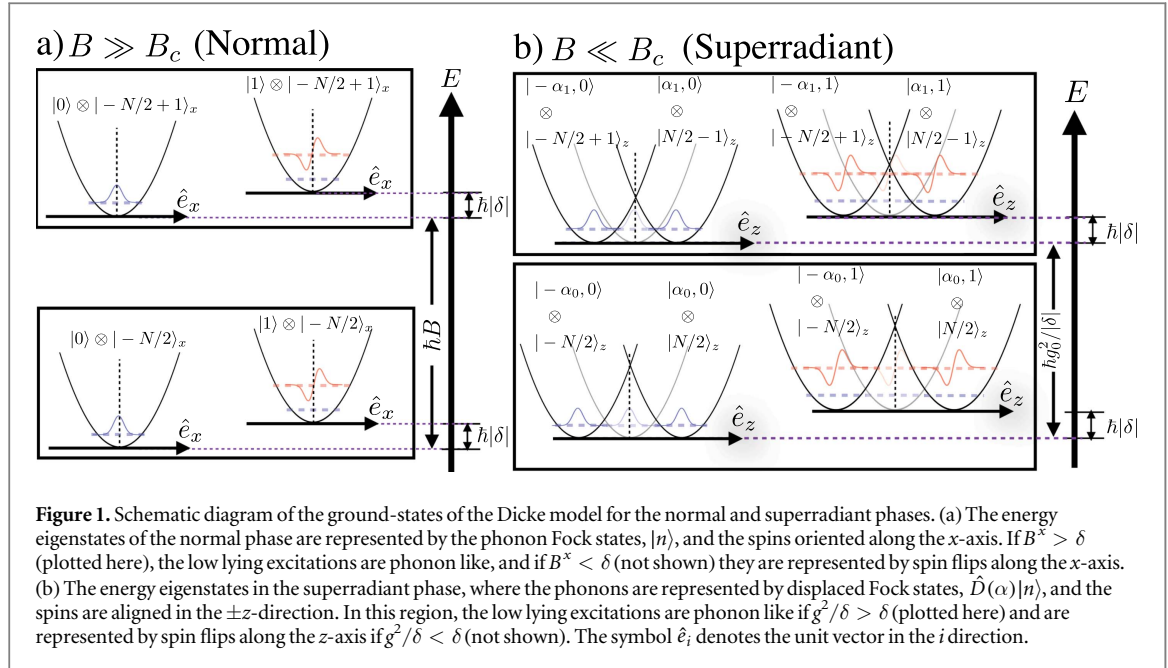 a) B ≫ B_c (Normal)
|0⟩ ⊗ | − N/2 + 1⟩_x
|1⟩ ⊗ | − N/2 + 1⟩_x
E
ê_x
ê_x
ħ|δ|
ħB
|0⟩ ⊗ | − N/2⟩_x
|1⟩ ⊗ | − N/2⟩_x
ê_x
ê_x
ħ|δ|
b) B ≪ B_c (Superradiant)
| − α_1, 0⟩ |α_1, 0⟩ | − α_1, 1⟩ |α_1, 1⟩
⊗ ⊗ ⊗ ⊗
| − N/2 + 1⟩_z |N/2 − 1⟩_z | − N/2 + 1⟩_z |N/2 − 1⟩_z
E
ê_z
ê_z
ħ|δ|
ħg_0^2/|δ|
| − α_0, 0⟩ |α_0, 0⟩ | − α_0, 1⟩ |α_0, 1⟩
⊗ ⊗ ⊗ ⊗
| − N/2⟩_z |N/2⟩_z | − N/2⟩_z |N/2⟩_z
ê_z
ê_z
ħ|δ|
Figure 1. Schematic diagram of the ground-states of the Dicke model for the normal and superradiant phases. (a) The energy
eigenstates of the normal phase are represented by the phonon Fock states, |n⟩, and the spins oriented along the x-axis. If B^x > δ
(plotted here), the low lying excitations are phonon like, and if B^x < δ (not shown) they are represented by spin flips along the x-axis.
(b) The energy eigenstates in the superradiant phase, where the phonons are represented by displaced Fock states, D̂(α)|n⟩, and the
spins are aligned in the ±z-direction. In this region, the low lying excitations are phonon like if g²/δ > δ (plotted here) and are
represented by spin flips along the z-axis if g²/δ < δ (not shown). The symbol ê_i denotes the unit vector in the i direction.